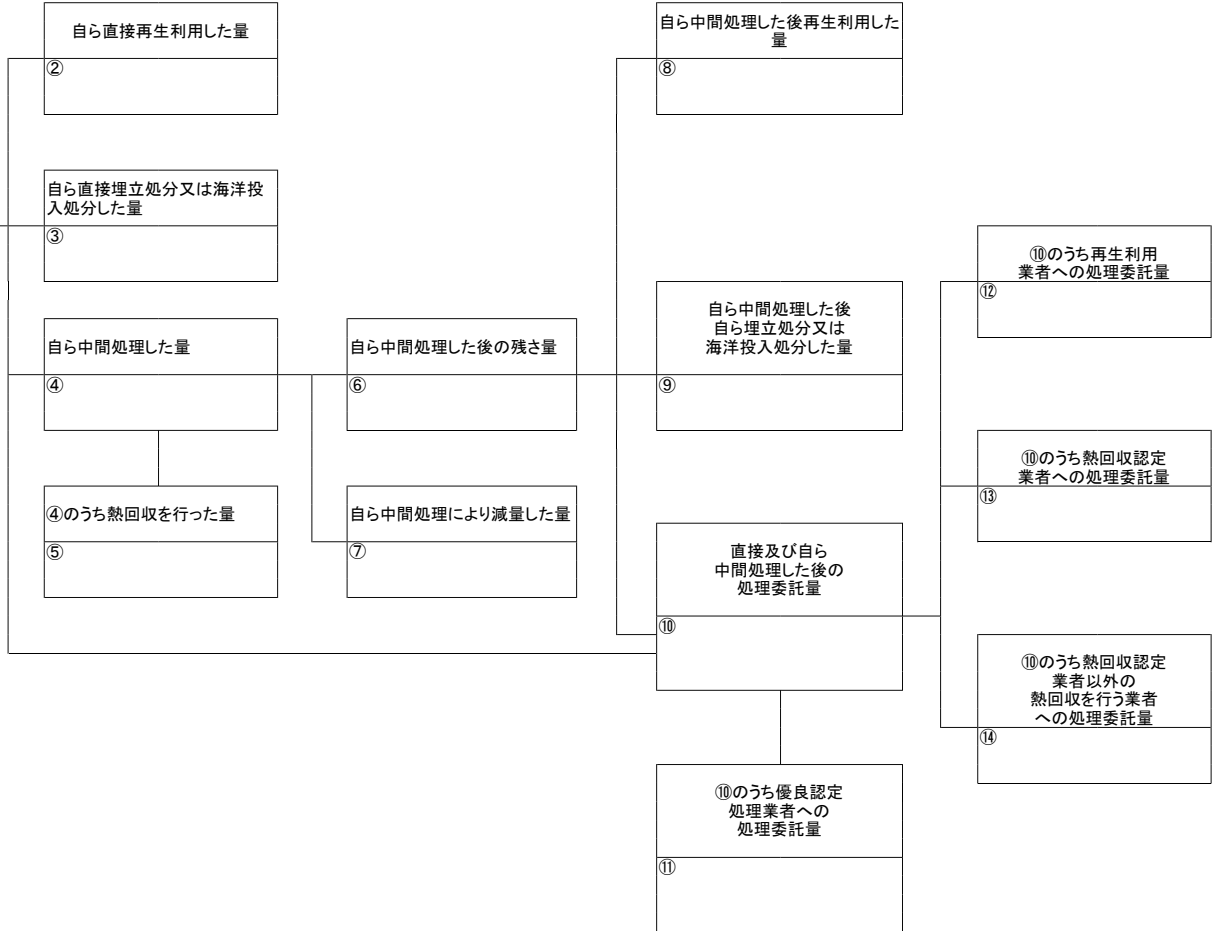 自ら直接再生利用した量
②
自ら直接埋立処分又は海洋投
入処分した量
③
自ら中間処理した量
④
④のうち熱回収を行った量
⑤
自ら中間処理した後の残さ量
⑥
自ら中間処理により減量した量
⑦
自ら中間処理した後再生利用した
量
⑧
自ら中間処理した後
自ら埋立処分又は
海洋投入処分した量
⑨
直接及び自ら
中間処理した後の
処理委託量
⑩
⑩のうち優良認定
処理業者への
処理委託量
⑪
⑩のうち再生利用
業者への処理委託量
⑫
⑩のうち熱回収認定
業者への処理委託量
⑬
⑩のうち熱回収認定
業者以外の
熱回収を行う業者
への処理委託量
⑭